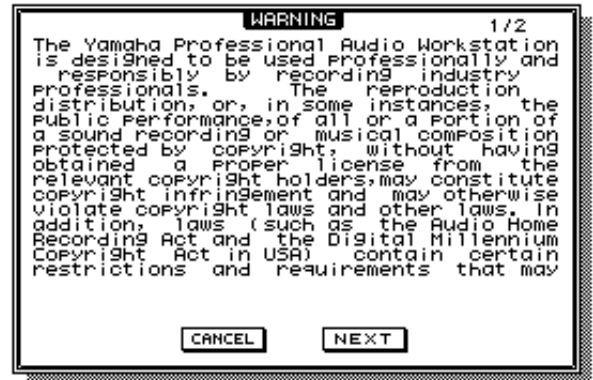 WARNING
1/2
The Yamaha Professional Audio Workstation
is designed to be used professionally and
responsibly by recording industry
professionals. The reproduction
distribution, or, in some instances, the
public performance,of all or a portion of
a sound recording or musical composition
protected by copyright, without having
obtained a proper license from the
relevant copyright holders,may constitute
copyright infringement and may otherwise
violate copyright laws and other laws. In
addition, laws (such as the Audio Home
Recording Act and the Digital Millennium
Copyright Act in USA) contain certain
restrictions and requirements that may
CANCEL
NEXT